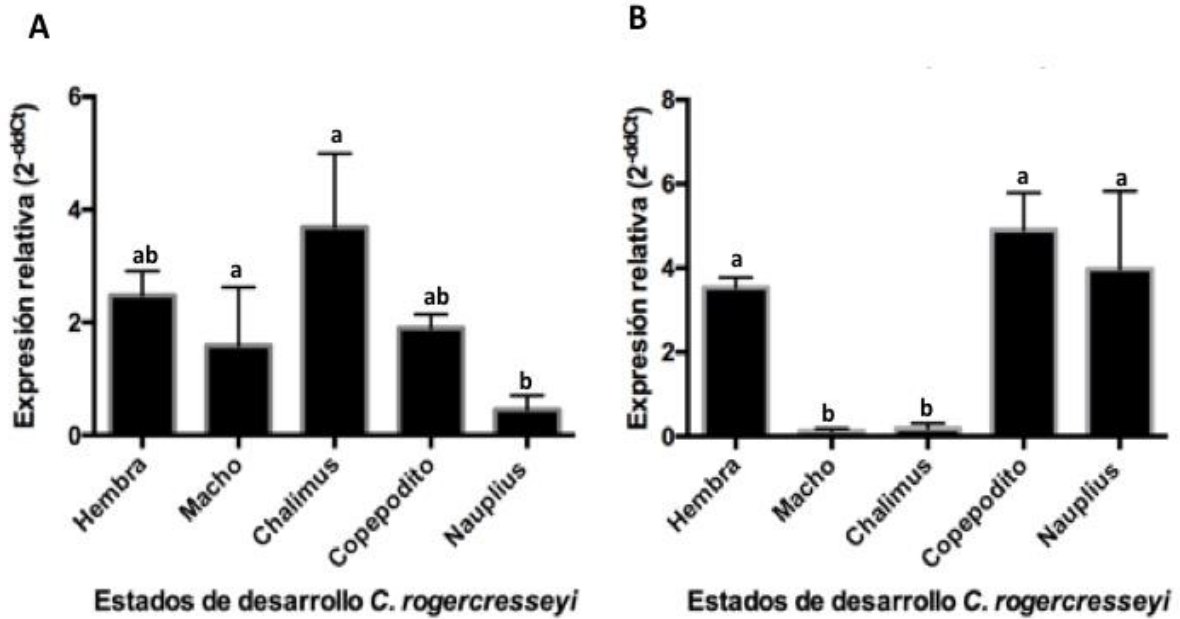 A
Expresión relativa (2-ddCt)
6
4
2
0
ab
a
a
ab
b
Hembra
Macho
Chalimus
Copepodito
Nauplius
Estados de desarrollo C. rogercresseyi
B
Expresión relativa (2-ddCt)
8
6
4
2
0
a
b
b
a
a
Hembra
Macho
Chalimus
Copepodito
Nauplius
Estados de desarrollo C. rogercresseyi